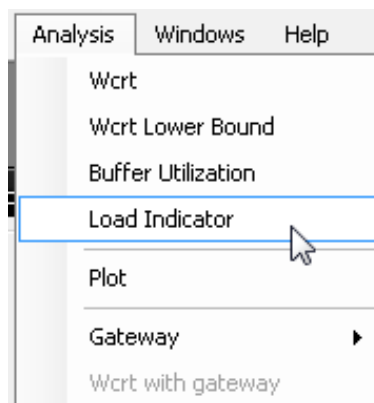 Analysis Windows Help
Wcrt
Wcrt Lower Bound
Buffer Utilization
Load Indicator
Plot
Gateway
Wcrt with gateway